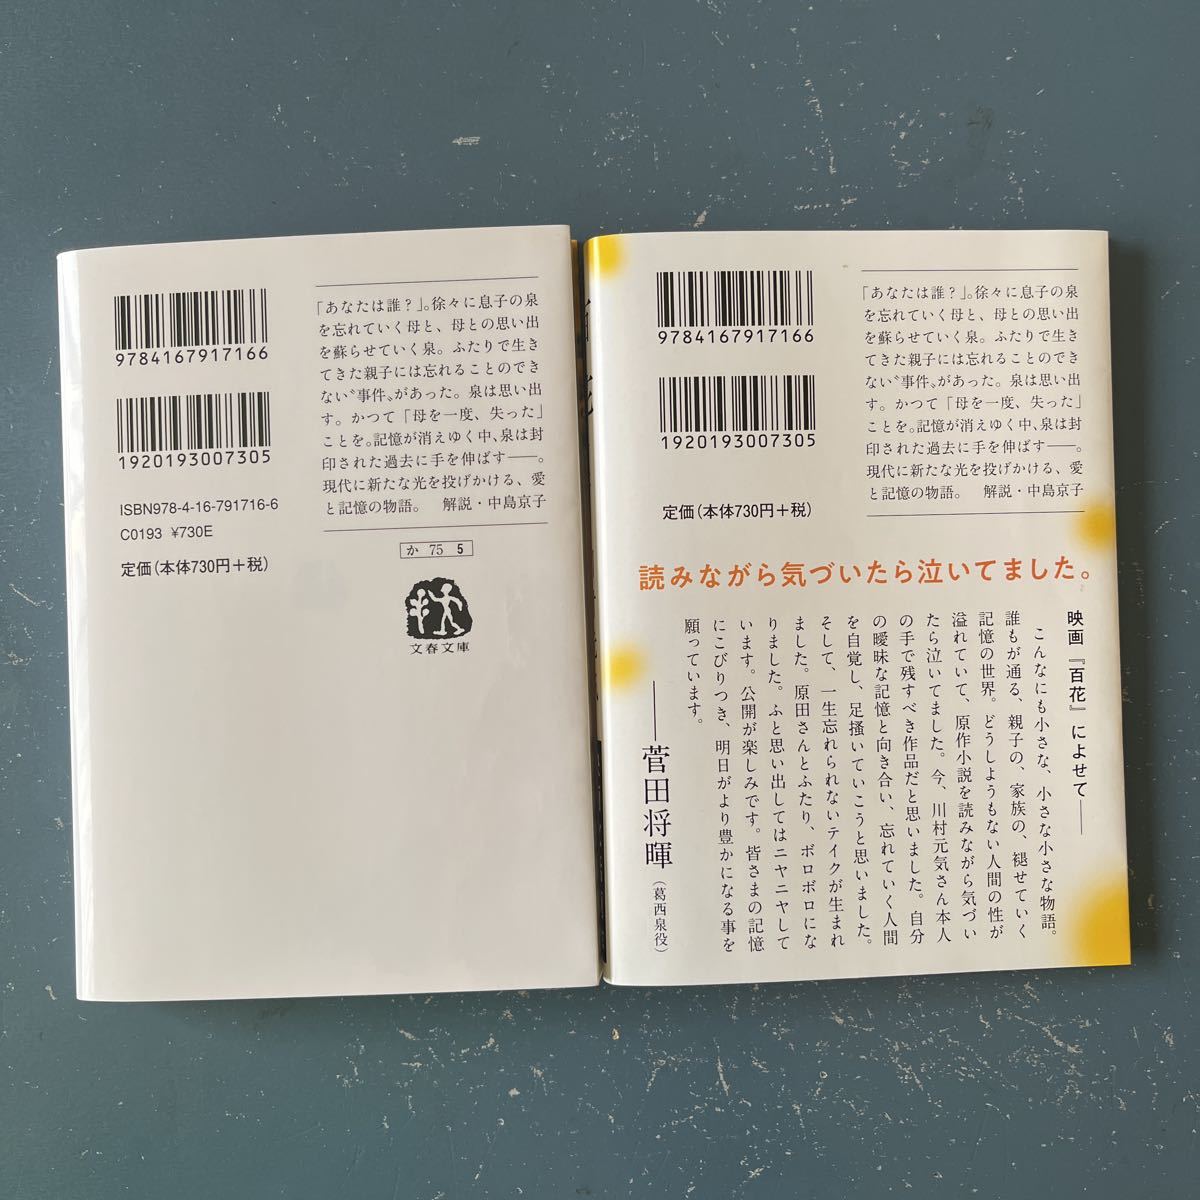 9784167917166
1920193007305
ISBN978-4-16-791716-6
C0193 ¥730E
定価(本体730円+税)
「あなたは誰?」。徐々に息子の泉
を忘れていく母と、母との思い出
を蘇らせていく泉。ふたりで生き
てきた親子には忘れることのでき
ない〝事件〟があった。泉は思い出
す。かつて「母を一度、失った」
ことを。記憶が消えゆく中、泉は封
印された過去に手を伸ばす――。
現代に新たな光を投げかける、愛
と記憶の物語。 解説・中島京子
か 75 5
文春文庫
9784167917166
1920193007305
定価(本体730円+税)
「あなたは誰?」。徐々に息子の泉
を忘れていく母と、母との思い出
を蘇らせていく泉。ふたりで生き
てきた親子には忘れることのでき
ない〝事件〟があった。泉は思い出
す。かつて「母を一度、失った」
ことを。記憶が消えゆく中、泉は封
印された過去に手を伸ばす――。
現代に新たな光を投げかける、愛
と記憶の物語。 解説・中島京子
読みながら気づいたら泣いてました。
映画『百花』によせて――
こんなにも小さな、小さな小さな物語。
誰もが通る、親子の、家族の、褪せていく
記憶の世界。どうしようもない人間の性が
溢れていて、原作小説を読みながら気づい
たら泣いてました。今、川村元気さん本人
の手で残すべき作品だと思いました。自分
の曖昧な記憶と向き合い、忘れていく人間
を自覚し、足掻いていこうと思いました。
そして、一生忘れられないテイクが生まれ
ました。原田さんとふたり、ボロボロにな
りました。ふと思い出してはニヤニヤして
います。公開が楽しみです。皆さまの記憶
にこびりつき、明日がより豊かになる事を
願っています。
――菅田将暉(葛西泉役)